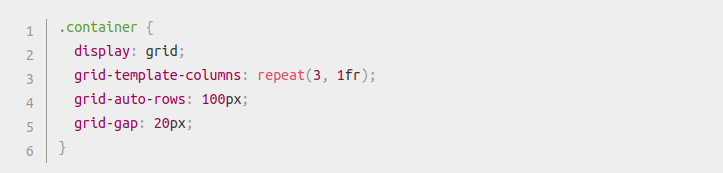 1 .container {
2 display: grid;
3 grid-template-columns: repeat(3, 1fr);
4 grid-auto-rows: 100px;
5 grid-gap: 20px;
6 }